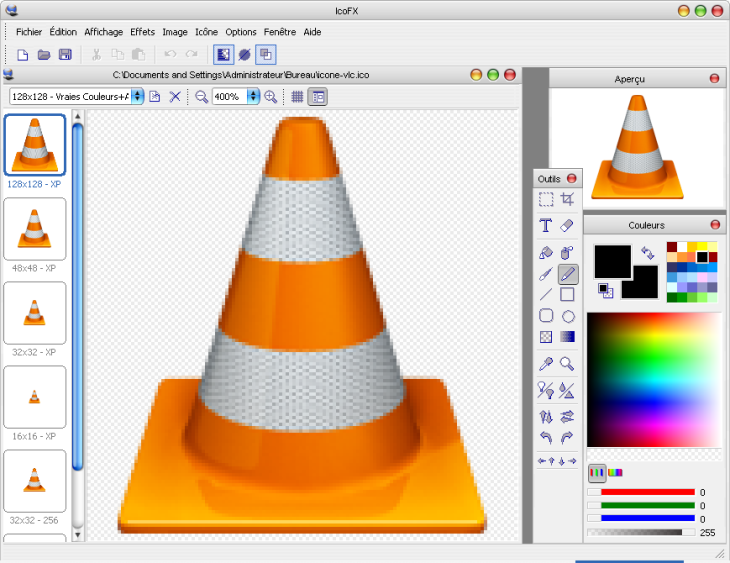 IcoFX
Fichier Édition Affichage Effets Image Icône Options Fenêtre Aide
C:\Documents and Settings\Administrateur\Bureau\icone-vlc.ico
128x128 - Vraies Couleurs+A
400%
128x128 - XP
48x48 - XP
32x32 - XP
16x16 - XP
32x32 - 256
Outils
T
Aperçu
Couleurs
0
0
0
255